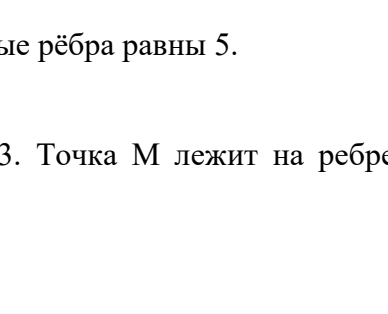 ые рёбра равны 5.
3. Точка М лежит на ребре